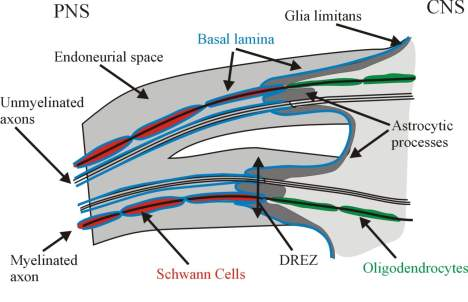 PNS
CNS
Glia limitans
Basal lamina
Endoneurial space
Unmyelinated
axons
Astrocytic
processes
Myelinated
axon
Schwann Cells
DREZ
Oligodendrocytes